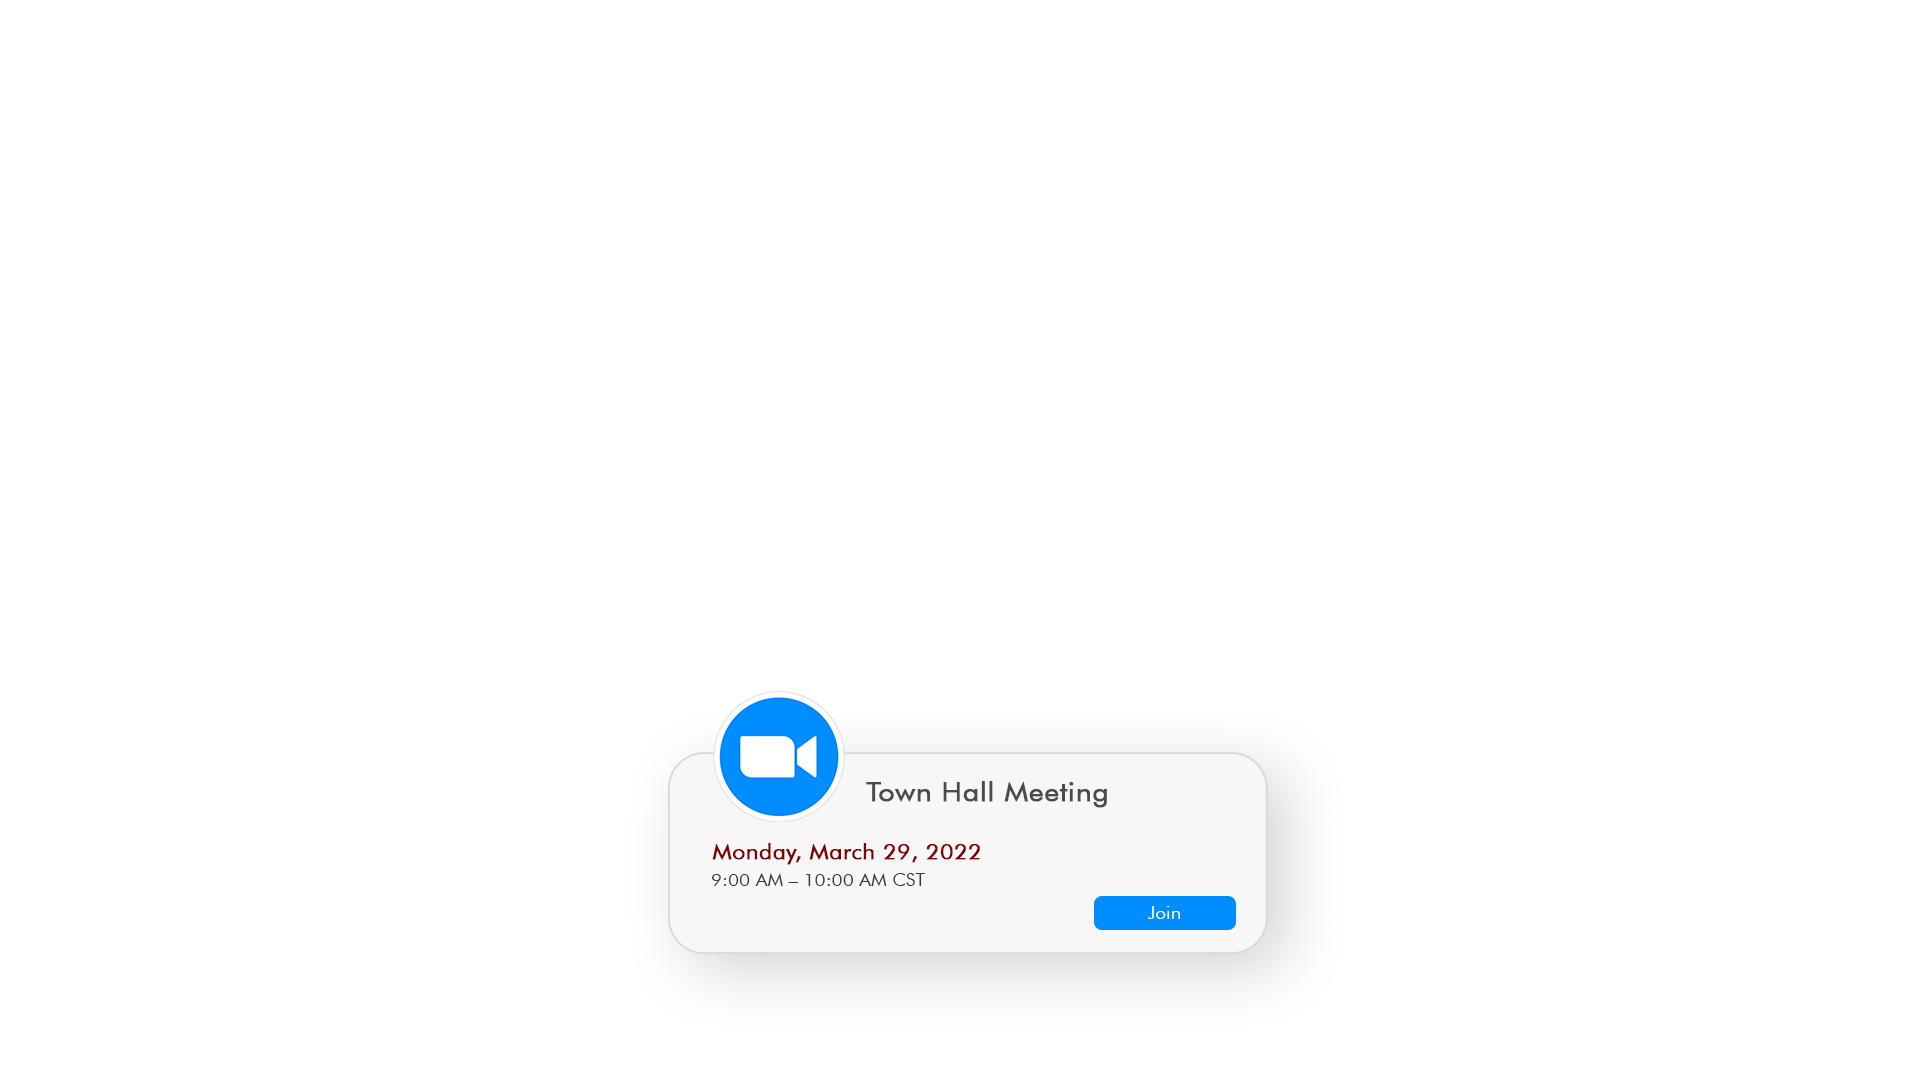 Town Hall Meeting
Monday, March 29, 2022
9:00 AM – 10:00 AM CST
Join